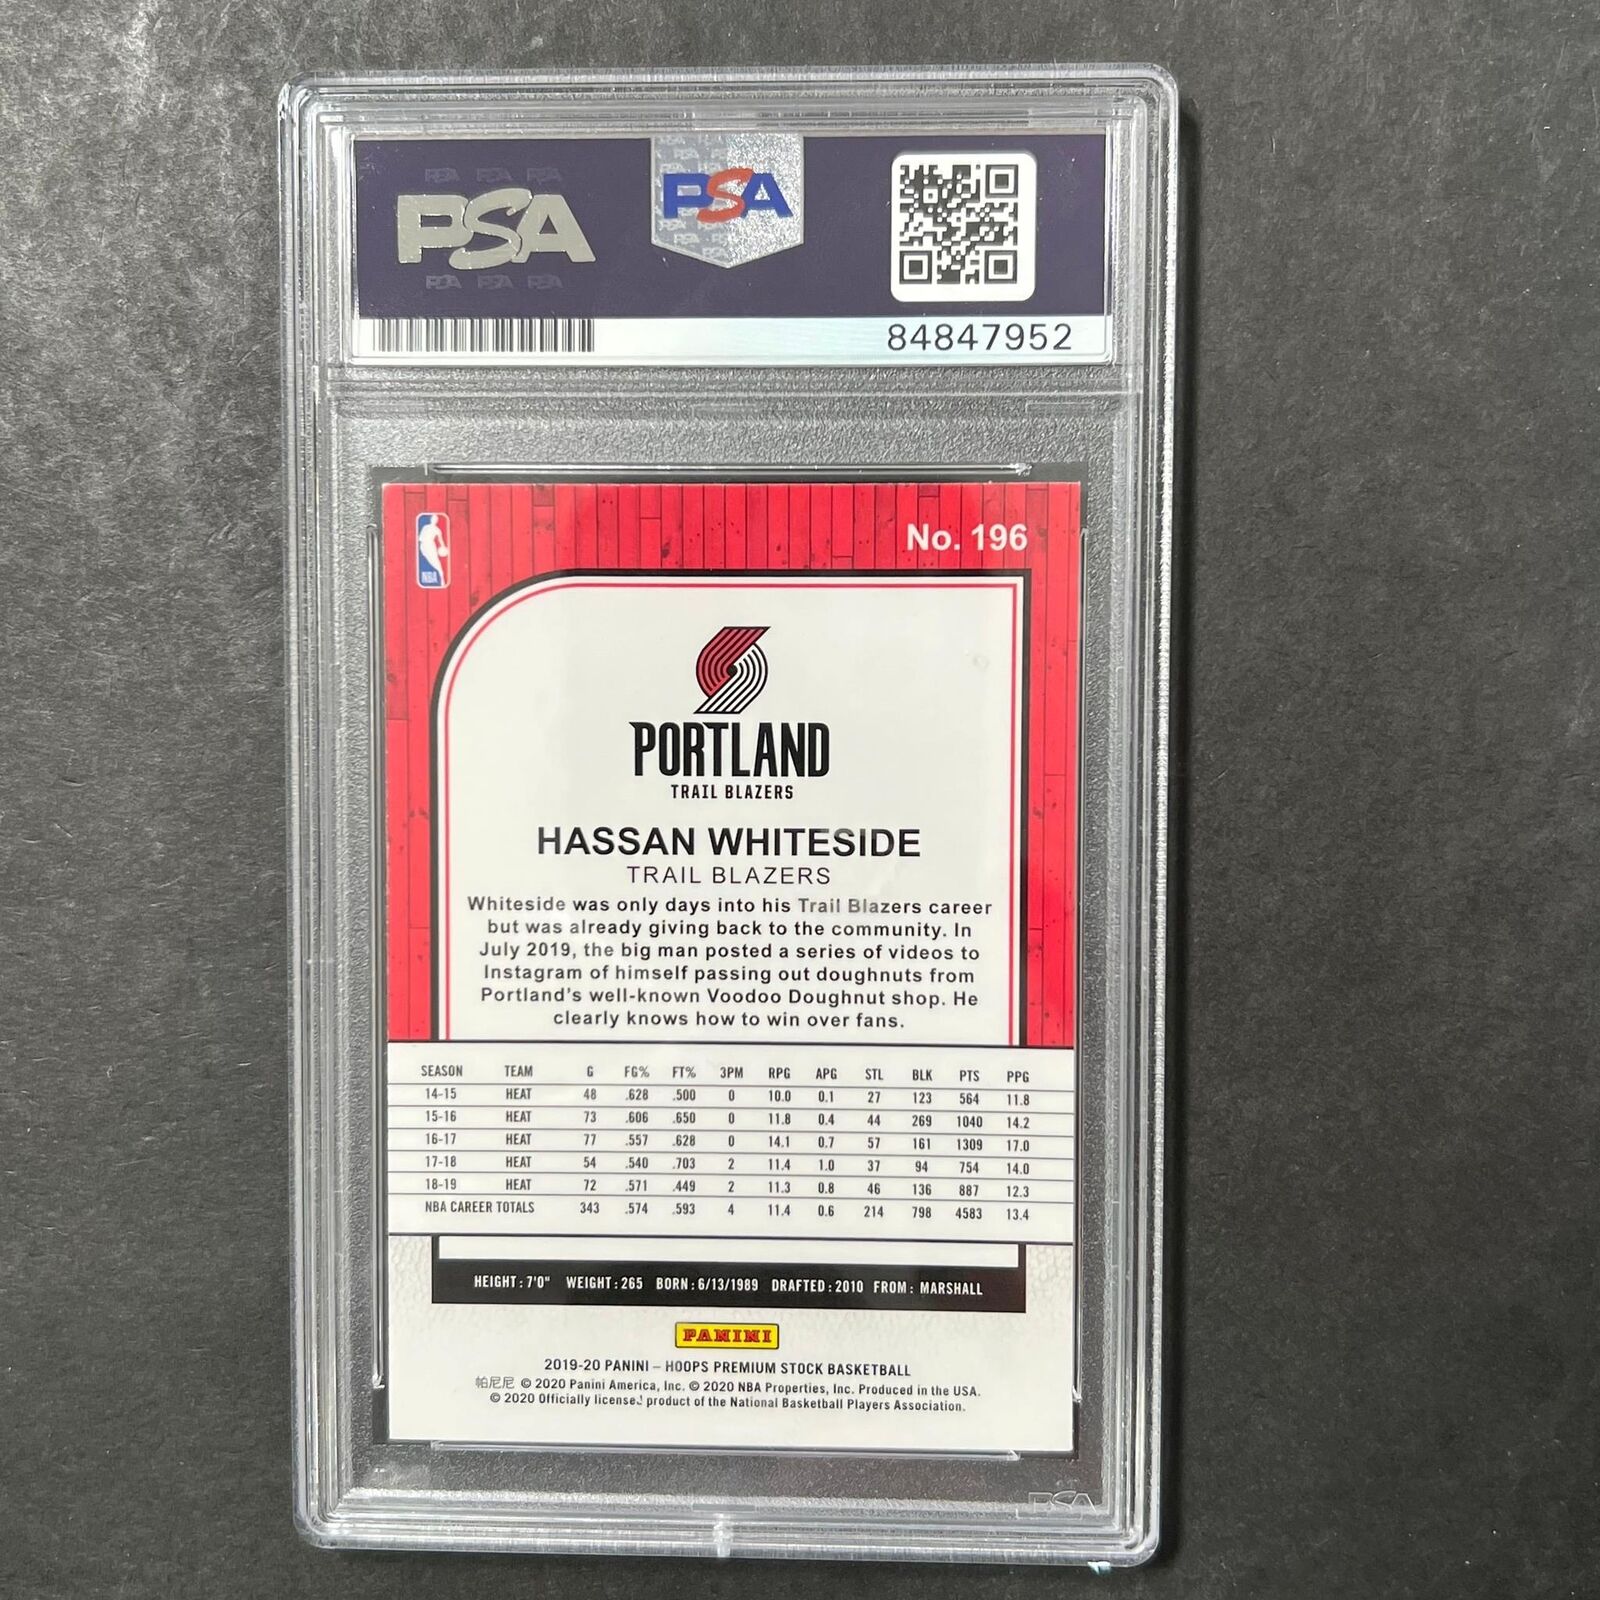 PSA
PSA
84847952
NBA
No. 196
PORTLAND
TRAIL BLAZERS
HASSAN WHITESIDE
TRAIL BLAZERS
Whiteside was only days into his Trail Blazers career
but was already giving back to the community. In
July 2019, the big man posted a series of videos to
Instagram of himself passing out doughnuts from
Portland's well-known Voodoo Doughnut shop. He
clearly knows how to win over fans.
SEASON TEAM G FG% FT% 3PM RPG APG STL BLK PTS PPG
14-15 HEAT 48 .628 .500 0 10.0 0.1 27 123 564 11.8
15-16 HEAT 73 .606 .650 0 11.8 0.4 44 269 1040 14.2
16-17 HEAT 77 .557 .628 0 14.1 0.7 57 161 1309 17.0
17-18 HEAT 54 .540 .703 2 11.4 1.0 37 94 754 14.0
18-19 HEAT 72 .571 .449 2 11.3 0.8 46 136 887 12.3
NBA CAREER TOTALS 343 .574 .593 4 11.4 0.6 214 798 4583 13.4
HEIGHT: 7'0" WEIGHT: 265 BORN: 6/13/1989 DRAFTED: 2010 FROM: MARSHALL
PANINI
2019-20 PANINI – HOOPS PREMIUM STOCK BASKETBALL
帕尼尼 © 2020 Panini America, Inc. © 2020 NBA Properties, Inc. Produced in the USA.
© 2020 Officially licensed product of the National Basketball Players Association.
PSA